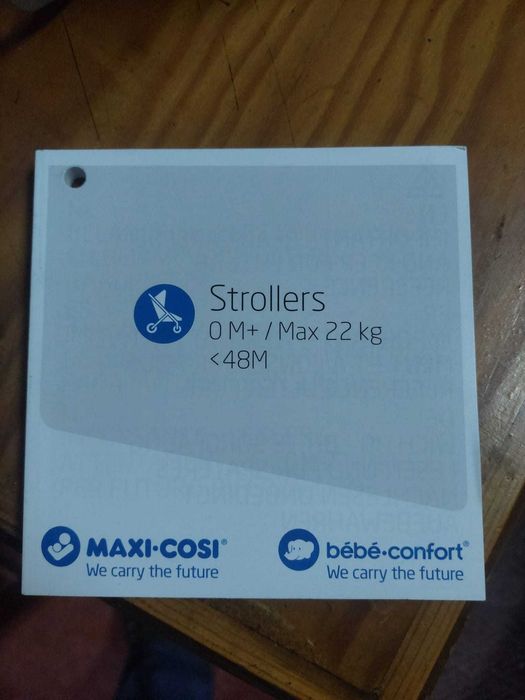 Strollers
0 M+ / Max 22 kg
<48M
MAXI·COSI®
We carry the future
bébé·confort®
We carry the future